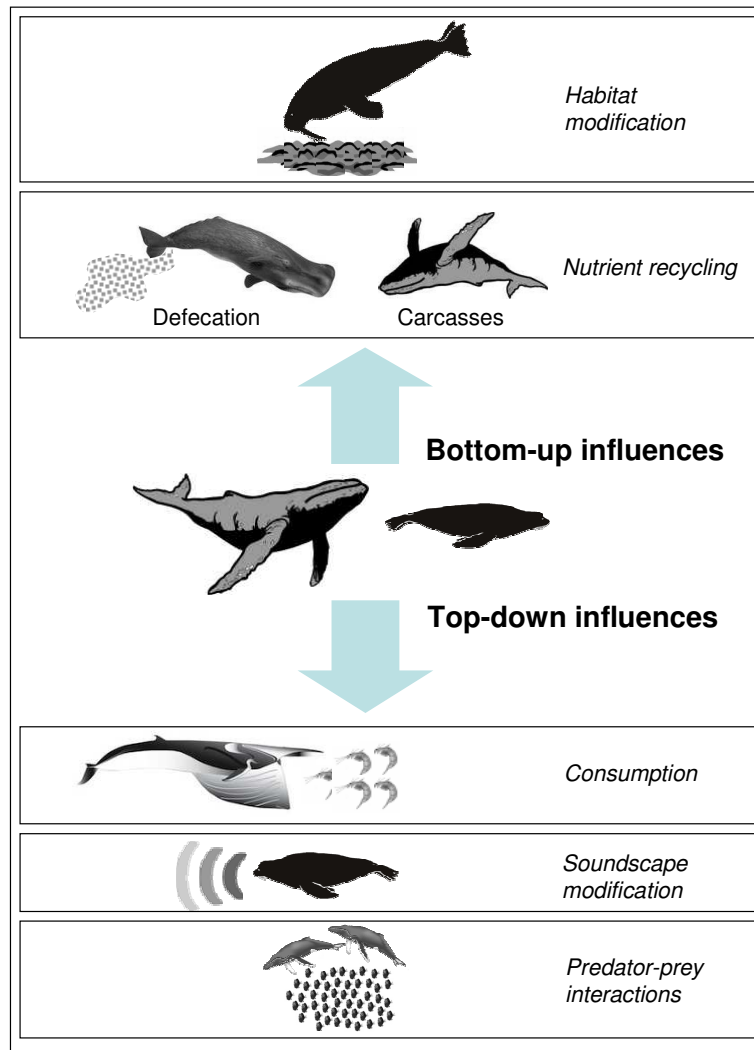 Habitat
modification
Nutrient recycling
Defecation
Carcasses
Bottom-up influences
Top-down influences
Consumption
Soundscape
modification
Predator-prey
interactions